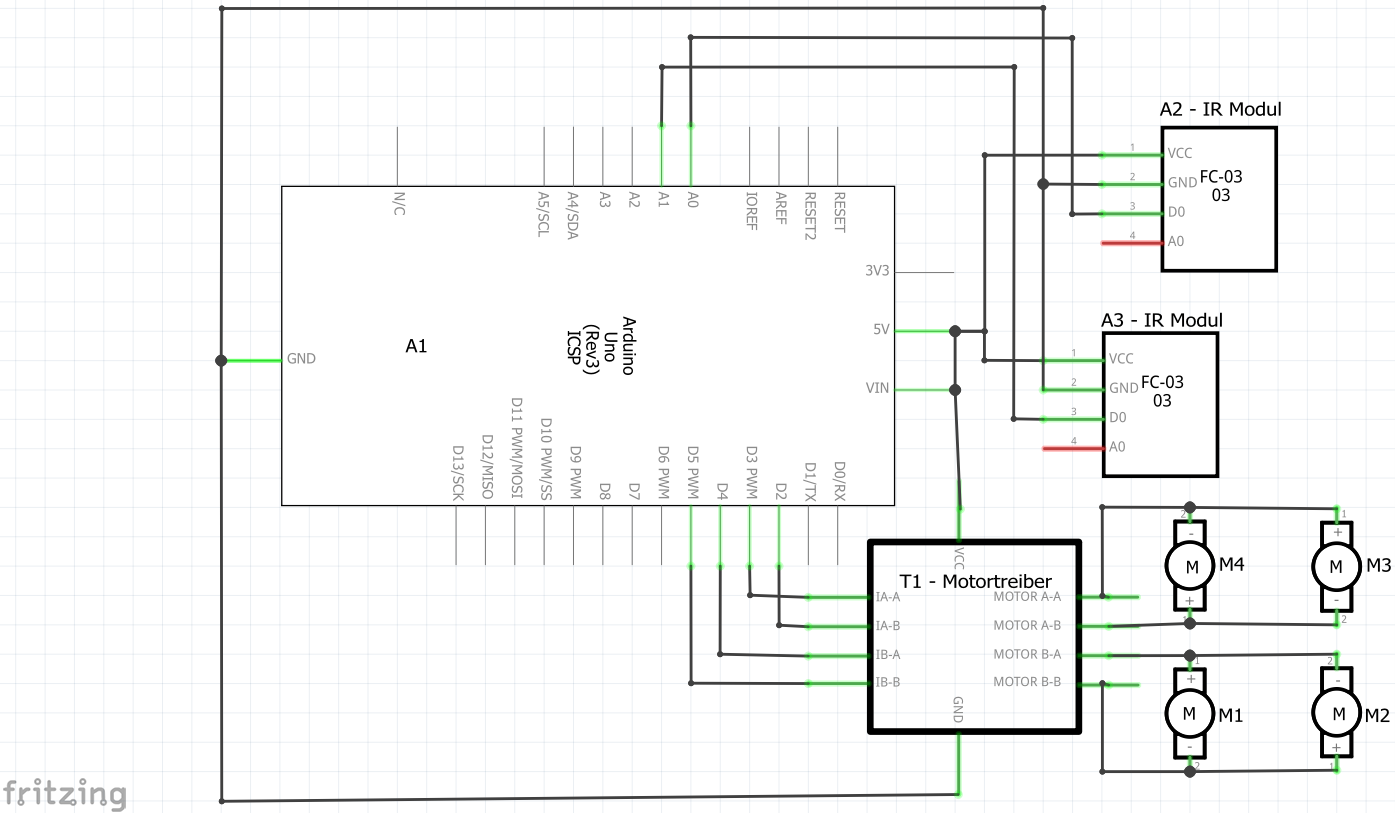 A2 - IR Modul
1
VCC
2
GND
3
D0
4
A0
FC-03
03
N/C
A5/SCL
A4/SDA
A3
A2
A1
A0
IOREF
AREF
RESET2
RESET
3V3
5V
VIN
GND
A1
Arduino
Uno
(Rev3)
ICSP
A3 - IR Modul
1
VCC
2
GND
3
D0
4
A0
FC-03
03
D13/SCK
D12/MISO
D11 PWM/MOSI
D10 PWM/SS
D9 PWM
D8
D7
D6 PWM
D5 PWM
D4
D3 PWM
D2
D1/TX
D0/RX
VCC
T1 - Motortreiber
IA-A
IA-B
IB-A
IB-B
MOTOR A-A
MOTOR A-B
MOTOR B-A
MOTOR B-B
GND
2
-
M
M4
+
1
1
+
M
M3
-
2
1
+
M
M1
-
2
2
-
M
M2
+
1
fritzing